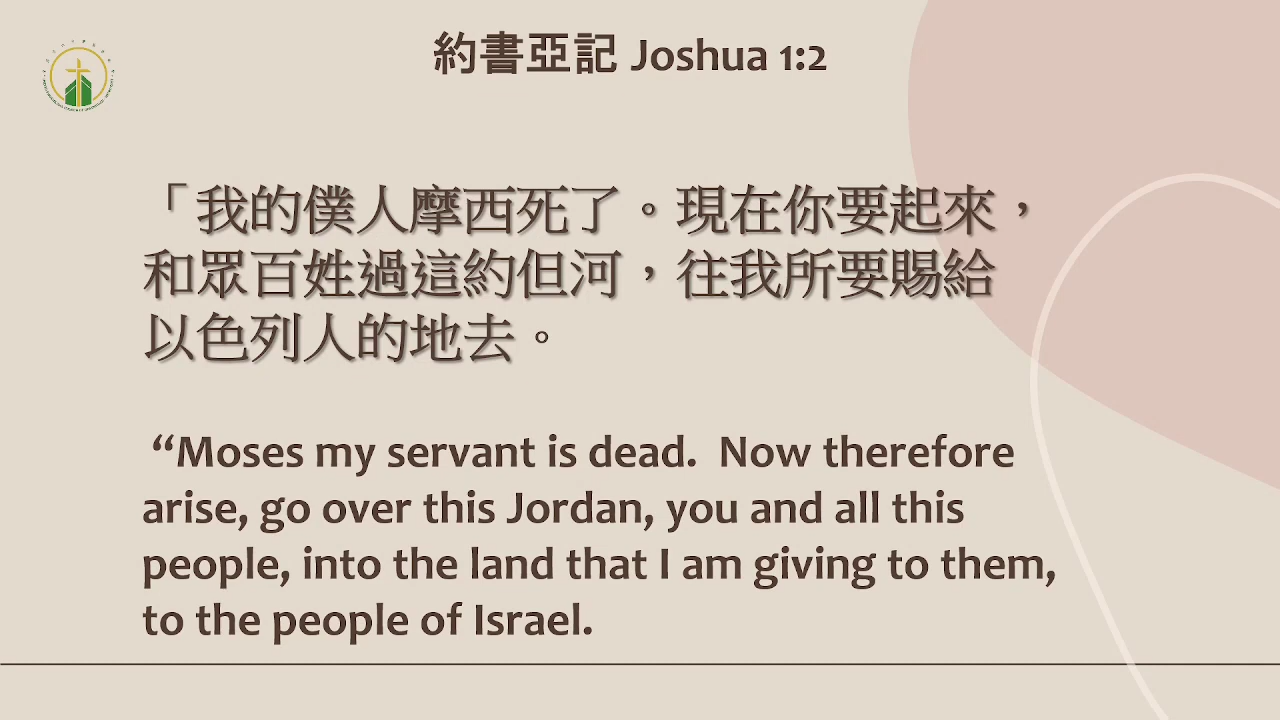 約書亞記 Joshua 1:2
「我的僕人摩西死了。現在你要起來，
和眾百姓過這約但河，往我所要賜給
以色列人的地去。
“Moses my servant is dead.  Now therefore
arise, go over this Jordan, you and all this
people, into the land that I am giving to them,
to the people of Israel.